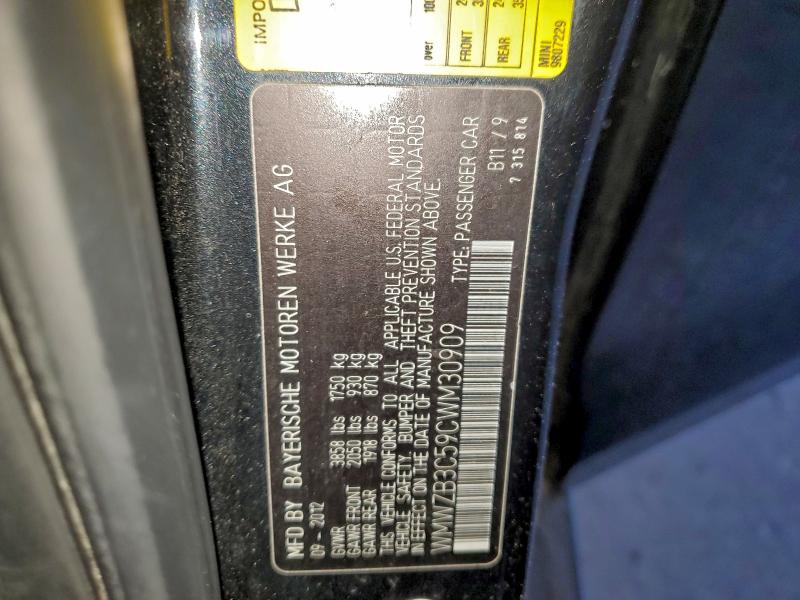 MFD BY BAYERISCHE MOTOREN WERKE AG
09 - 2012
GVWR 3858 lbs 1750 kg
GAWR FRONT 2050 lbs 930 kg
GAWR REAR 1918 lbs 870 kg
THIS VEHICLE CONFORMS TO ALL APPLICABLE U.S. FEDERAL MOTOR
VEHICLE SAFETY, BUMPER AND THEFT PREVENTION STANDARDS
IN EFFECT ON THE DATE OF MANUFACTURE SHOWN ABOVE.
WMWZB3C59CWM30909 TYPE: PASSENGER CAR
B11 / 9
7 315 814
over
FRONT
REAR
MINI
9807229